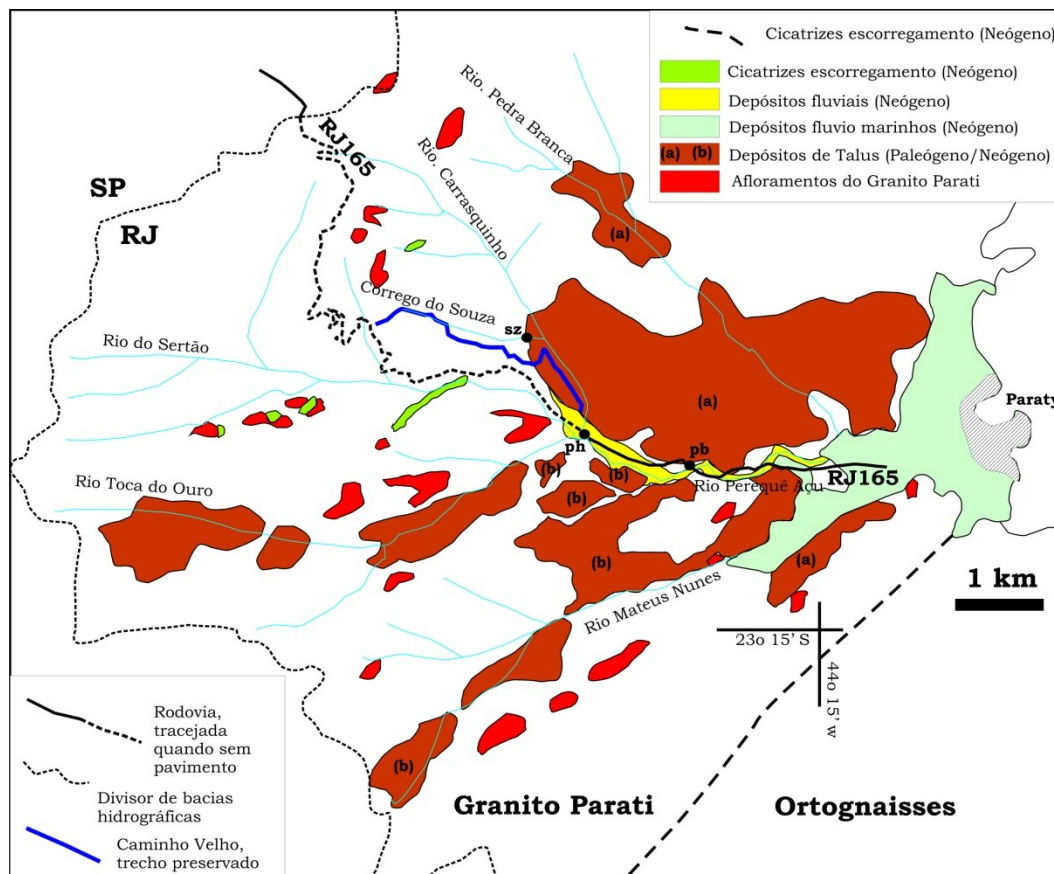 Cicatrizes escorregamento (Neógeno)
Cicatrizes escorregamento (Neógeno)
Depósitos fluviais (Neógeno)
Depósitos fluvio marinhos (Neógeno)
(a) (b) Depósitos de Talus (Paleógeno/Neógeno)
Afloramentos do Granito Parati
Rio. Pedra Branca
RJ165
Rio. Carrasquinho
SP
RJ
(a)
Corrego do Souza
sz
Rio do Sertão
Paraty
(a)
ph
pb
(b)
(b)
RJ165
Rio Perequê Açu
Rio Toca do Ouro
(b)
(b)
(a)
1 km
Rio Mateus Nunes
23o 15' S
44o 15' w
(b)
Rodovia,
tracejada
quando sem
pavimento
Divisor de bacias
hidrográficas
Caminho Velho,
trecho preservado
Granito Parati
Ortognaisses